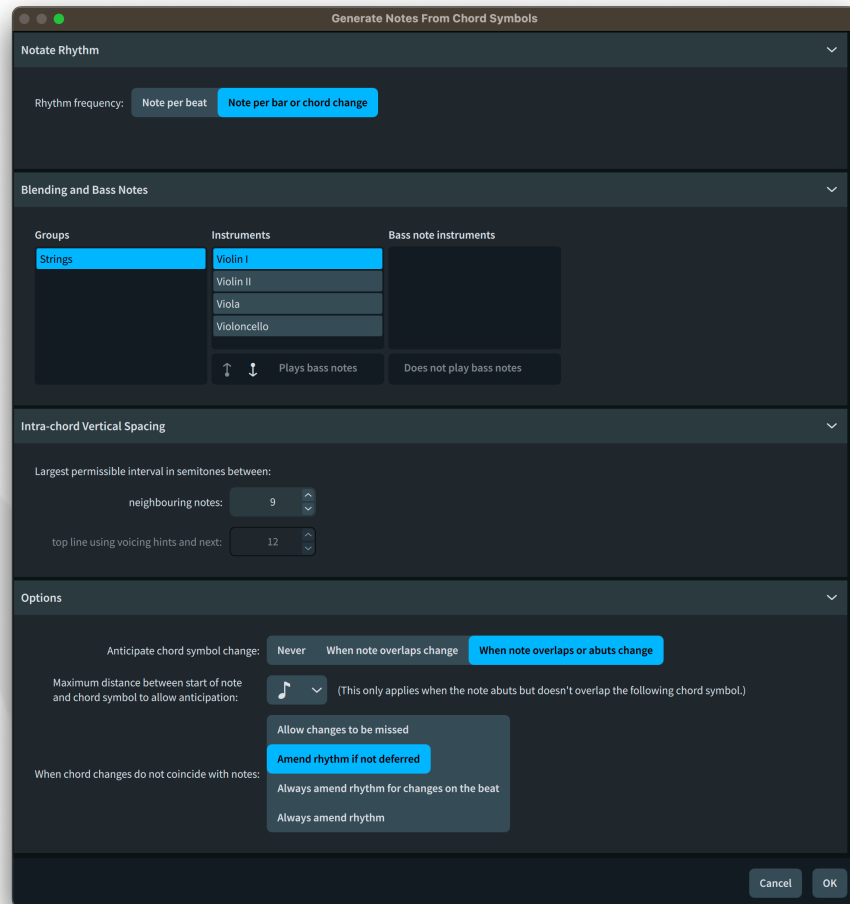 Generate Notes From Chord Symbols
Notate Rhythm
Rhythm frequency: Note per beat Note per bar or chord change
Blending and Bass Notes
Groups Instruments Bass note instruments
Strings Violin I
Violin II
Viola
Violoncello
Plays bass notes Does not play bass notes
Intra-chord Vertical Spacing
Largest permissible interval in semitones between:
neighbouring notes: 9
top line using voicing hints and next: 12
Options
Anticipate chord symbol change: Never When note overlaps change When note overlaps or abuts change
Maximum distance between start of note
and chord symbol to allow anticipation: (This only applies when the note abuts but doesn't overlap the following chord symbol.)
Allow changes to be missed
Amend rhythm if not deferred
When chord changes do not coincide with notes:
Always amend rhythm for changes on the beat
Always amend rhythm
Cancel OK